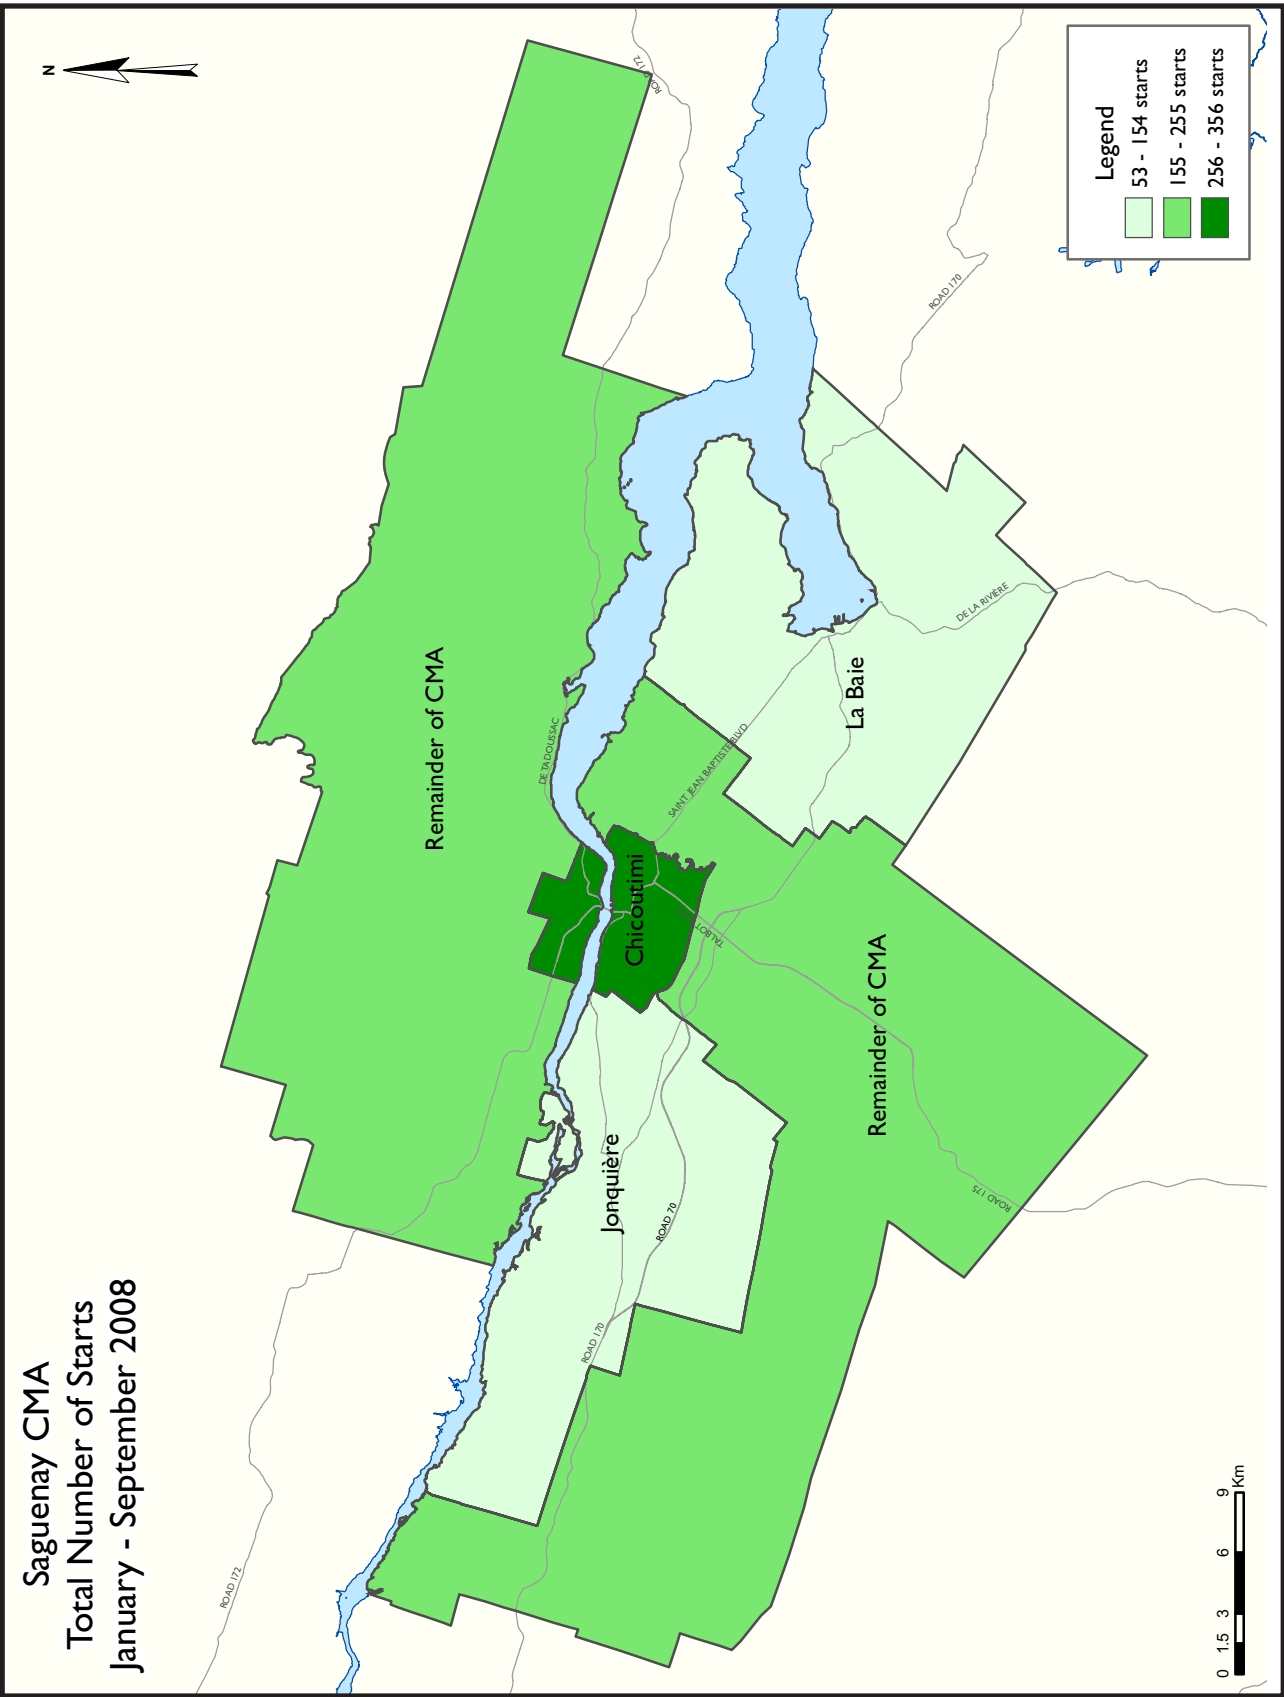 Saguenay CMA
Total Number of Starts
January - September 2008
N
ROAD 172
ROAD 172
Remainder of CMA
DE TADOUSSAC
SAINT JEAN BAPTISTE BLVD
Chicoutimi
TALBOT
La Baie
DE LA RIVIÈRE
ROAD 170
Jonquière
ROAD 70
ROAD 170
Remainder of CMA
ROAD 175
0 1.5 3 6 9
Km
Legend
53 - 154 starts
155 - 255 starts
256 - 356 starts